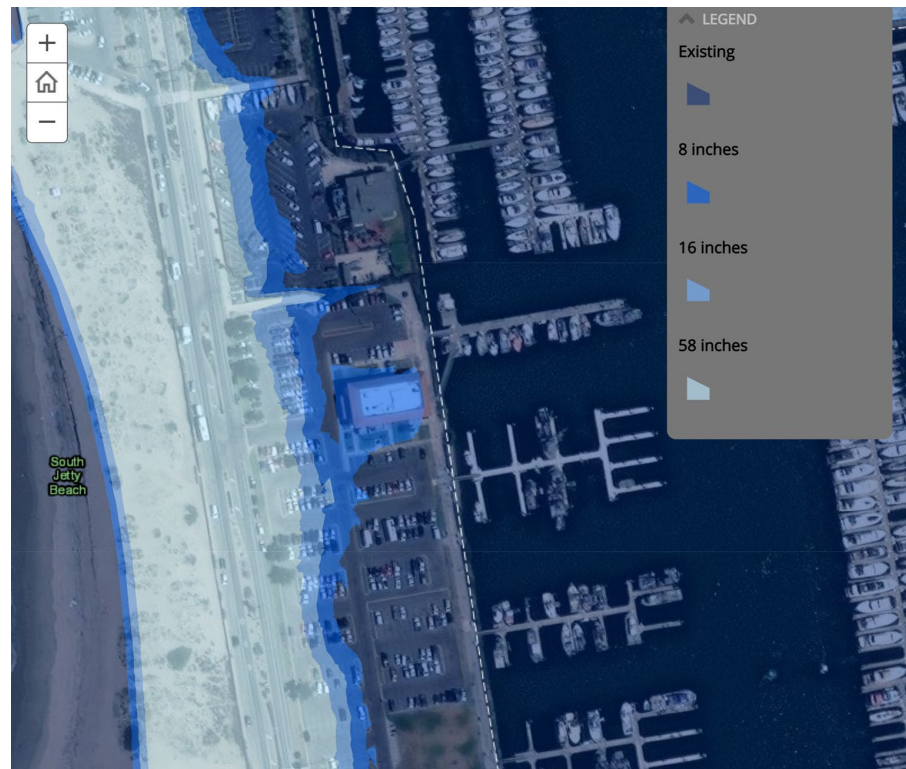 LEGEND
Existing
8 inches
16 inches
58 inches
South
Jetty
Beach